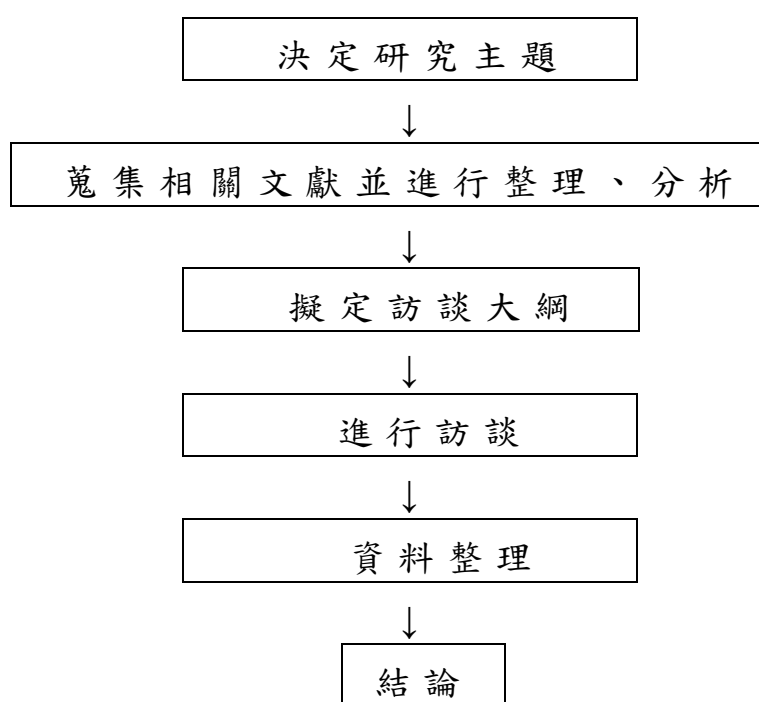 決定研究主題
↓
蒐集相關文獻並進行整理、分析
↓
擬定訪談大綱
↓
進行訪談
↓
資料整理
↓
結論